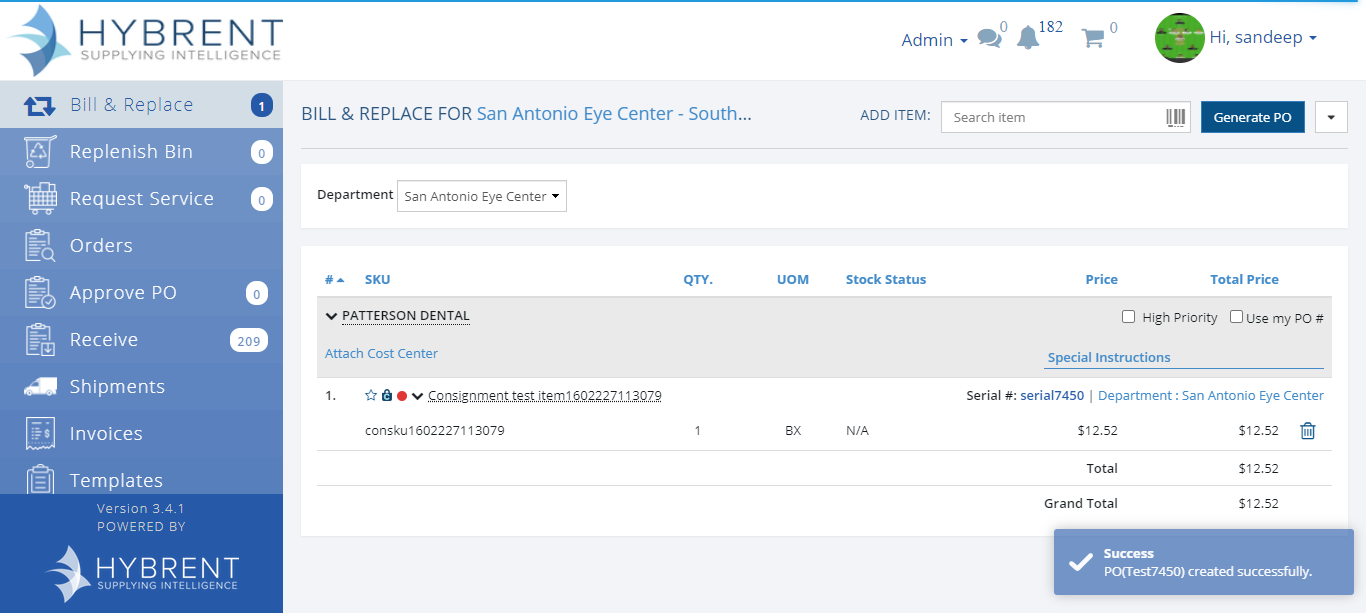 HYBRENT
SUPPLYING INTELLIGENCE
Admin
0
182
0
Hi, sandeep
Bill & Replace 1
Replenish Bin 0
Request Service 0
Orders
Approve PO 0
Receive 209
Shipments
Invoices
Templates
Version 3.4.1
POWERED BY
HYBRENT
SUPPLYING INTELLIGENCE
BILL & REPLACE FOR San Antonio Eye Center - South...
ADD ITEM: Search item Generate PO
Department San Antonio Eye Center
# SKU QTY. UOM Stock Status Price Total Price
PATTERSON DENTAL High Priority Use my PO #
Attach Cost Center Special Instructions
1. Consignment test item1602227113079 Serial #: serial7450 | Department : San Antonio Eye Center
consku1602227113079 1 BX N/A $12.52 $12.52
Total $12.52
Grand Total $12.52
Success
PO(Test7450) created successfully.